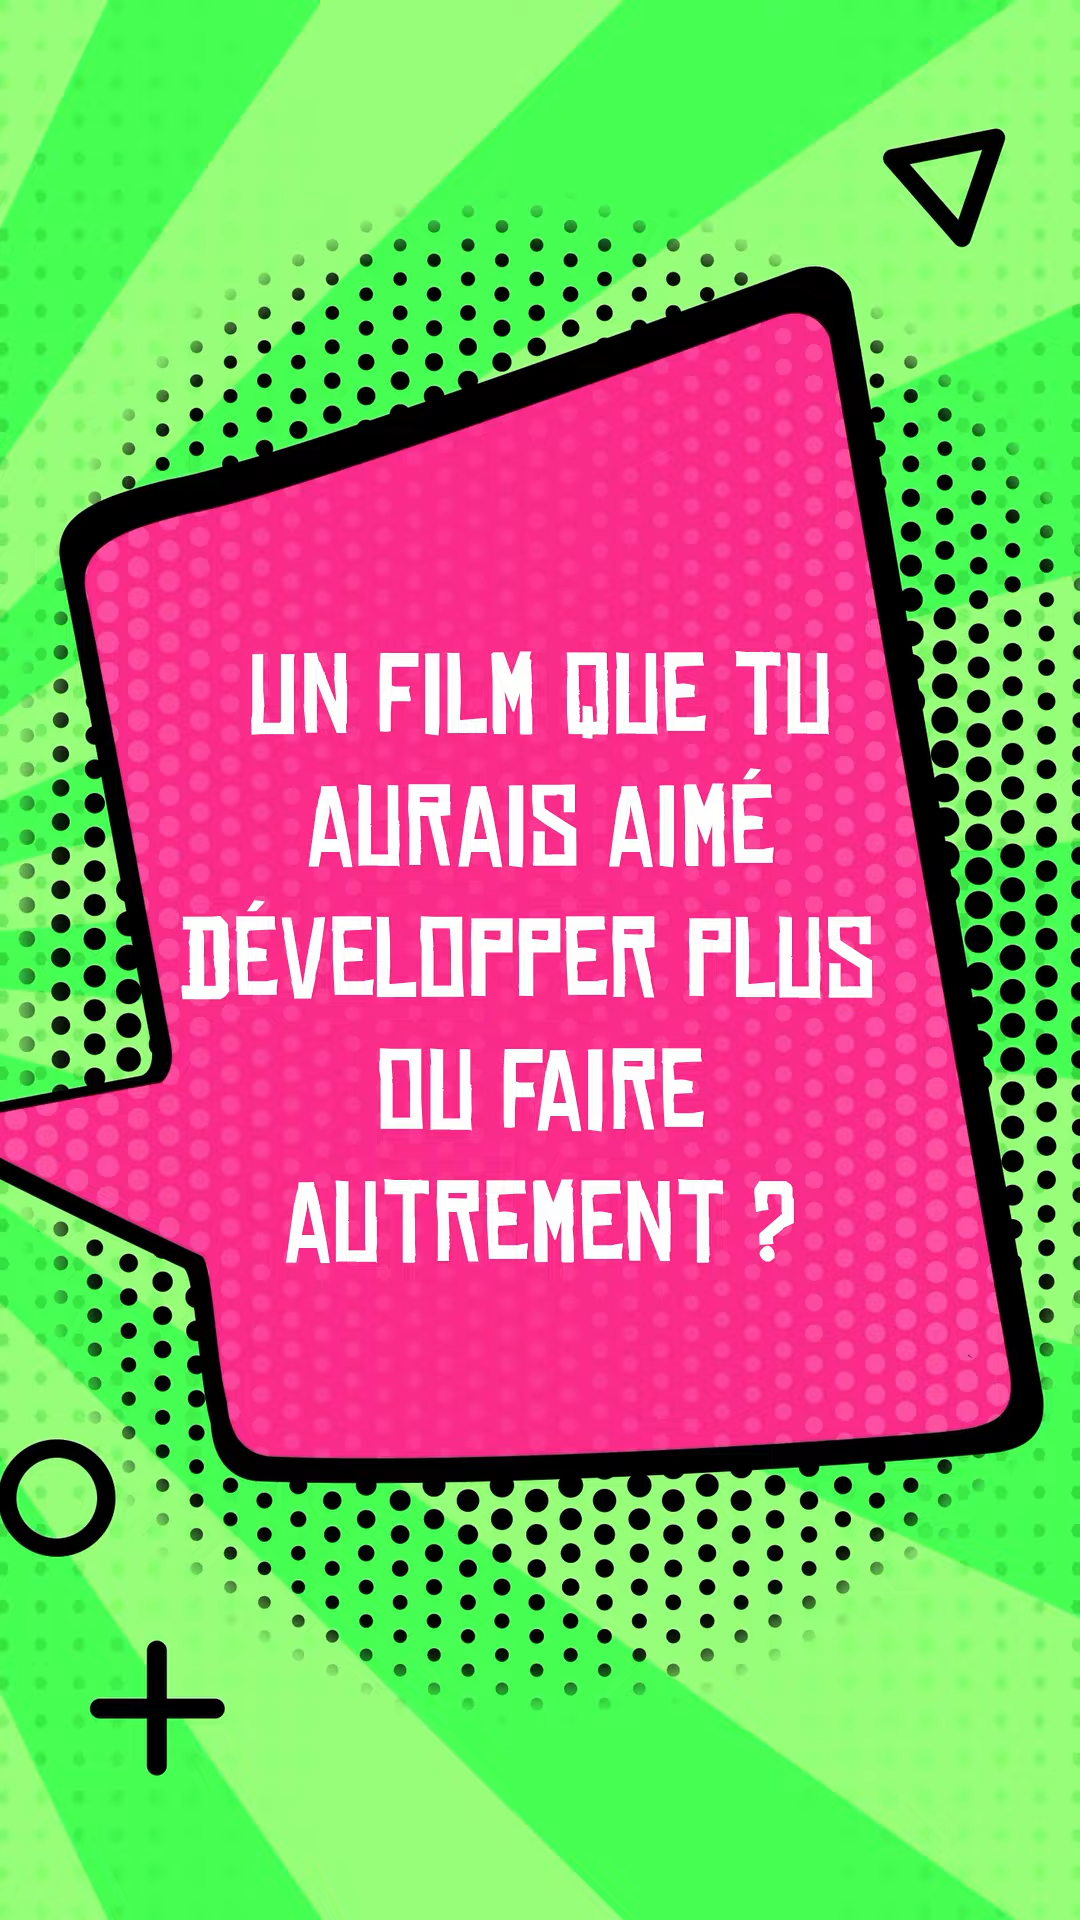 UN FILM QUE TU
AURAIS AIMÉ
DÉVELOPPER PLUS
OU FAIRE
AUTREMENT ?